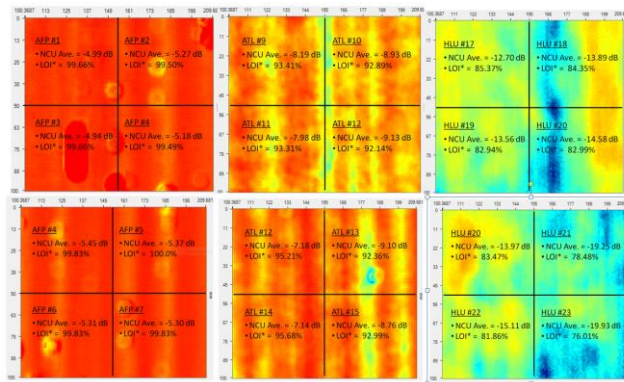 AFP #1
• NCU Ave. = -4.99 dB
• LOI* = 99.66%
AFP #2
• NCU Ave. = -5.27 dB
• LOI* = 99.50%
AFP #3
• NCU Ave. = -4.94 dB
• LOI* = 99.66%
AFP #4
• NCU Ave. = -5.18 dB
• LOI* = 99.49%
ATL #9
• NCU Ave. = -8.19 dB
• LOI* = 93.41%
ATL #10
• NCU Ave. = -8.93 dB
• LOI* = 92.89%
ATL #11
• NCU Ave. = -7.98 dB
• LOI* = 93.31%
ATL #12
• NCU Ave. = -9.13 dB
• LOI* = 92.14%
HLU #17
• NCU Ave. = -12.70 dB
• LOI* = 85.37%
HLU #18
• NCU Ave. = -13.89 dB
• LOI* = 84.35%
HLU #19
• NCU Ave. = -13.56 dB
• LOI* = 82.94%
HLU #20
• NCU Ave. = -14.58 dB
• LOI* = 82.99%
AFP #4
• NCU Ave. = -5.45 dB
• LOI* = 99.83%
AFP #5
• NCU Ave. = -5.37 dB
• LOI* = 100.0%
AFP #6
• NCU Ave. = -5.31 dB
• LOI* = 99.83%
AFP #7
• NCU Ave. = -5.30 dB
• LOI* = 99.83%
ATL #12
• NCU Ave. = -7.18 dB
• LOI* = 95.21%
ATL #13
• NCU Ave. = -9.10 dB
• LOI* = 92.36%
ATL #14
• NCU Ave. = -7.14 dB
• LOI* = 95.68%
ATL #15
• NCU Ave. = -8.76 dB
• LOI* = 92.99%
HLU #20
• NCU Ave. = -13.97 dB
• LOI* = 83.47%
HLU #21
• NCU Ave. = -19.25 dB
• LOI* = 78.48%
HLU #22
• NCU Ave. = -15.11 dB
• LOI* = 81.86%
HLU #23
• NCU Ave. = -19.93 dB
• LOI* = 76.01%